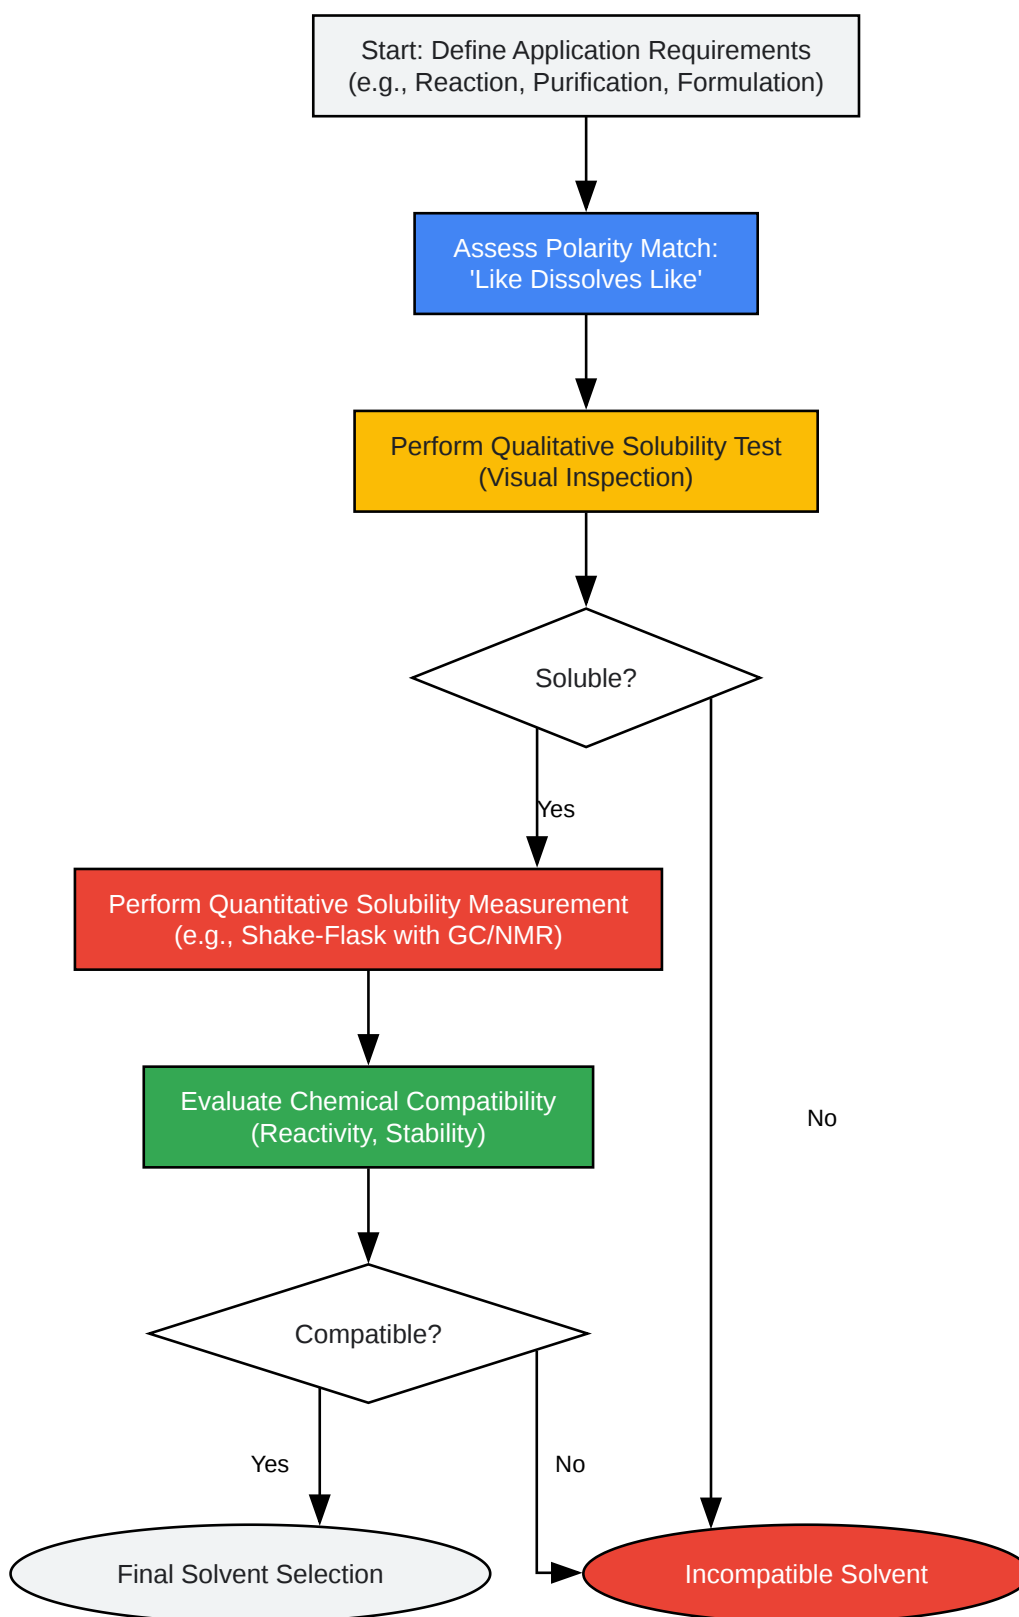 Start: Define Application Requirements
(e.g., Reaction, Purification, Formulation)
Assess Polarity Match:
'Like Dissolves Like'
Perform Qualitative Solubility Test
(Visual Inspection)
Soluble?
Yes
Perform Quantitative Solubility Measurement
(e.g., Shake-Flask with GC/NMR)
Evaluate Chemical Compatibility
(Reactivity, Stability)
No
Compatible?
Yes
No
Final Solvent Selection
Incompatible Solvent